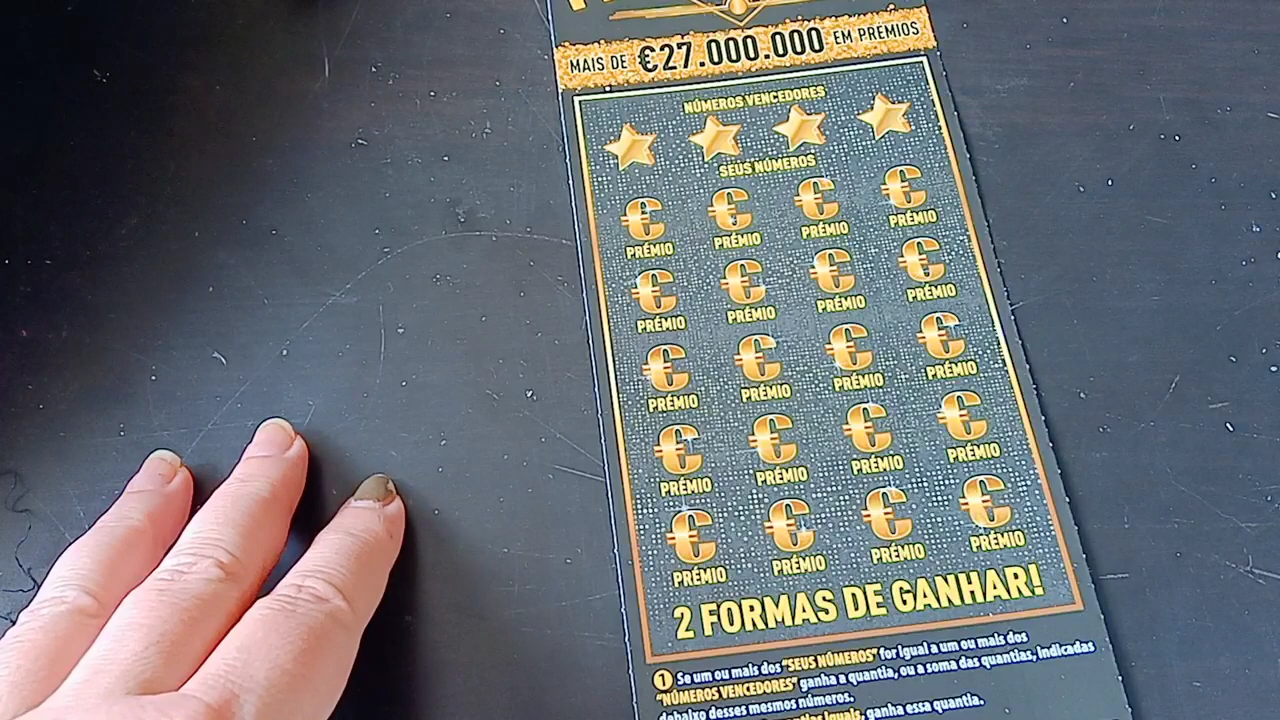 MAIS DE €27.000.000 EM PRÉMIOS
NÚMEROS VENCEDORES
SEUS NÚMEROS
€ € € €
PRÉMIO PRÉMIO PRÉMIO PRÉMIO
€ € € €
PRÉMIO PRÉMIO PRÉMIO PRÉMIO
€ € € €
PRÉMIO PRÉMIO PRÉMIO PRÉMIO
€ € € €
PRÉMIO PRÉMIO PRÉMIO PRÉMIO
€ € € €
PRÉMIO PRÉMIO PRÉMIO PRÉMIO
2 FORMAS DE GANHAR!
1 Se um ou mais dos "SEUS NÚMEROS" for igual a um ou mais dos
"NÚMEROS VENCEDORES" ganha a quantia, ou a soma das quantias, indicadas
debaixo desses mesmos números.
iguais, ganha essa quantia.